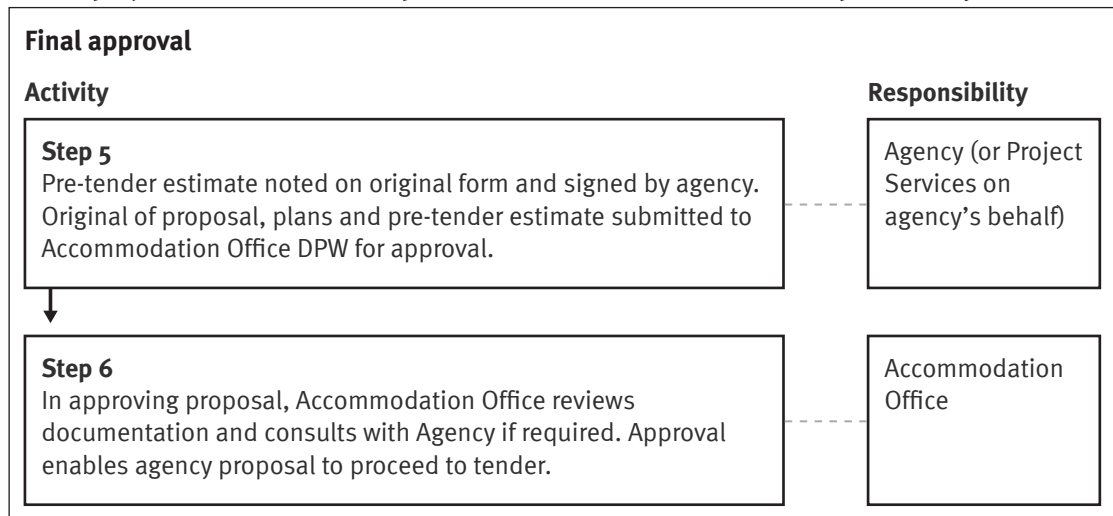 Final approval
Activity
Responsibility
Step 5
Pre-tender estimate noted on original form and signed by agency.
Original of proposal, plans and pre-tender estimate submitted to
Accommodation Office DPW for approval.
Agency (or Project
Services on
agency’s behalf)
Step 6
In approving proposal, Accommodation Office reviews
documentation and consults with Agency if required. Approval
enables agency proposal to proceed to tender.
Accommodation
Office